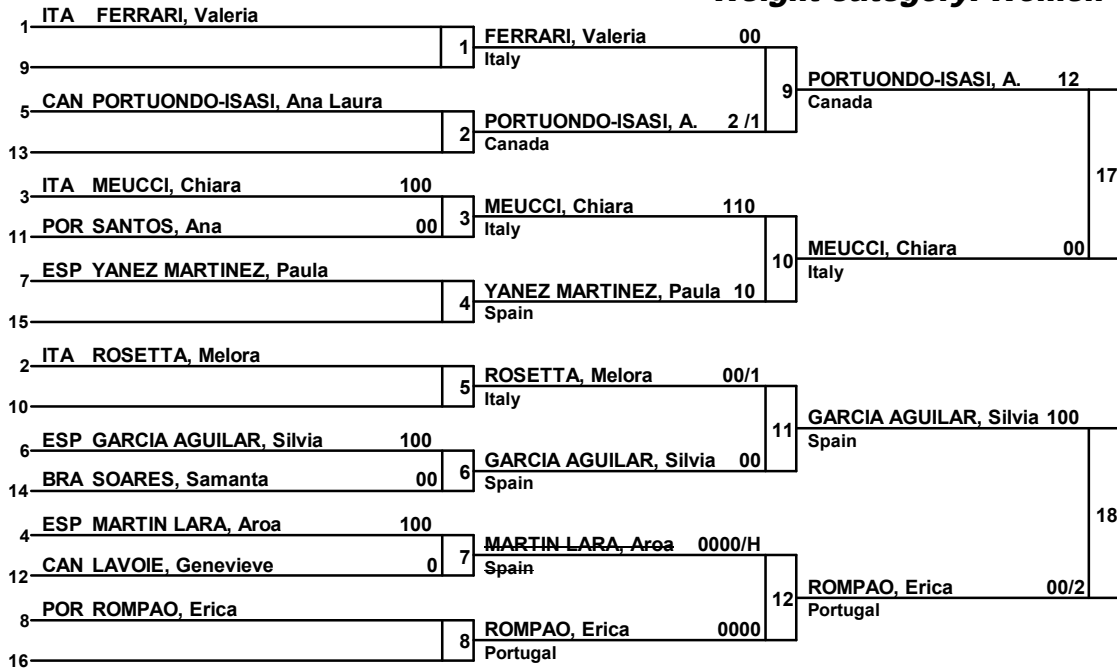 Weight Category: Women
1 ITA FERRARI, Valeria
9
1
FERRARI, Valeria 00
Italy
5 CAN PORTUONDO-ISASI, Ana Laura
13
2
PORTUONDO-ISASI, A. 2 /1
Canada
9
PORTUONDO-ISASI, A. 12
Canada
3 ITA MEUCCI, Chiara 100
11 POR SANTOS, Ana 00
3
MEUCCI, Chiara 110
Italy
7 ESP YANEZ MARTINEZ, Paula
15
4
YANEZ MARTINEZ, Paula 10
Spain
10
MEUCCI, Chiara 00
Italy
17
2 ITA ROSETTA, Melora
10
5
ROSETTA, Melora 00/1
Italy
6 ESP GARCIA AGUILAR, Silvia 100
14 BRA SOARES, Samanta 00
6
GARCIA AGUILAR, Silvia 00
Spain
11
GARCIA AGUILAR, Silvia 100
Spain
4 ESP MARTIN LARA, Aroa 100
12 CAN LAVOIE, Genevieve 0
7
MARTIN LARA, Aroa 0000/H
Spain
8 POR ROMPAO, Erica
16
8
ROMPAO, Erica 0000
Portugal
12
ROMPAO, Erica 00/2
Portugal
18